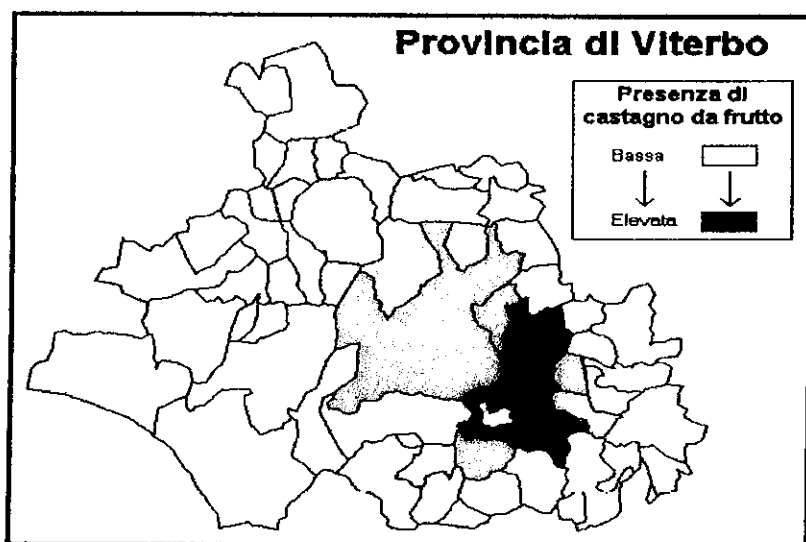 Provincia di Viterbo
Presenza di
castagno da frutto
Bassa
Elevata